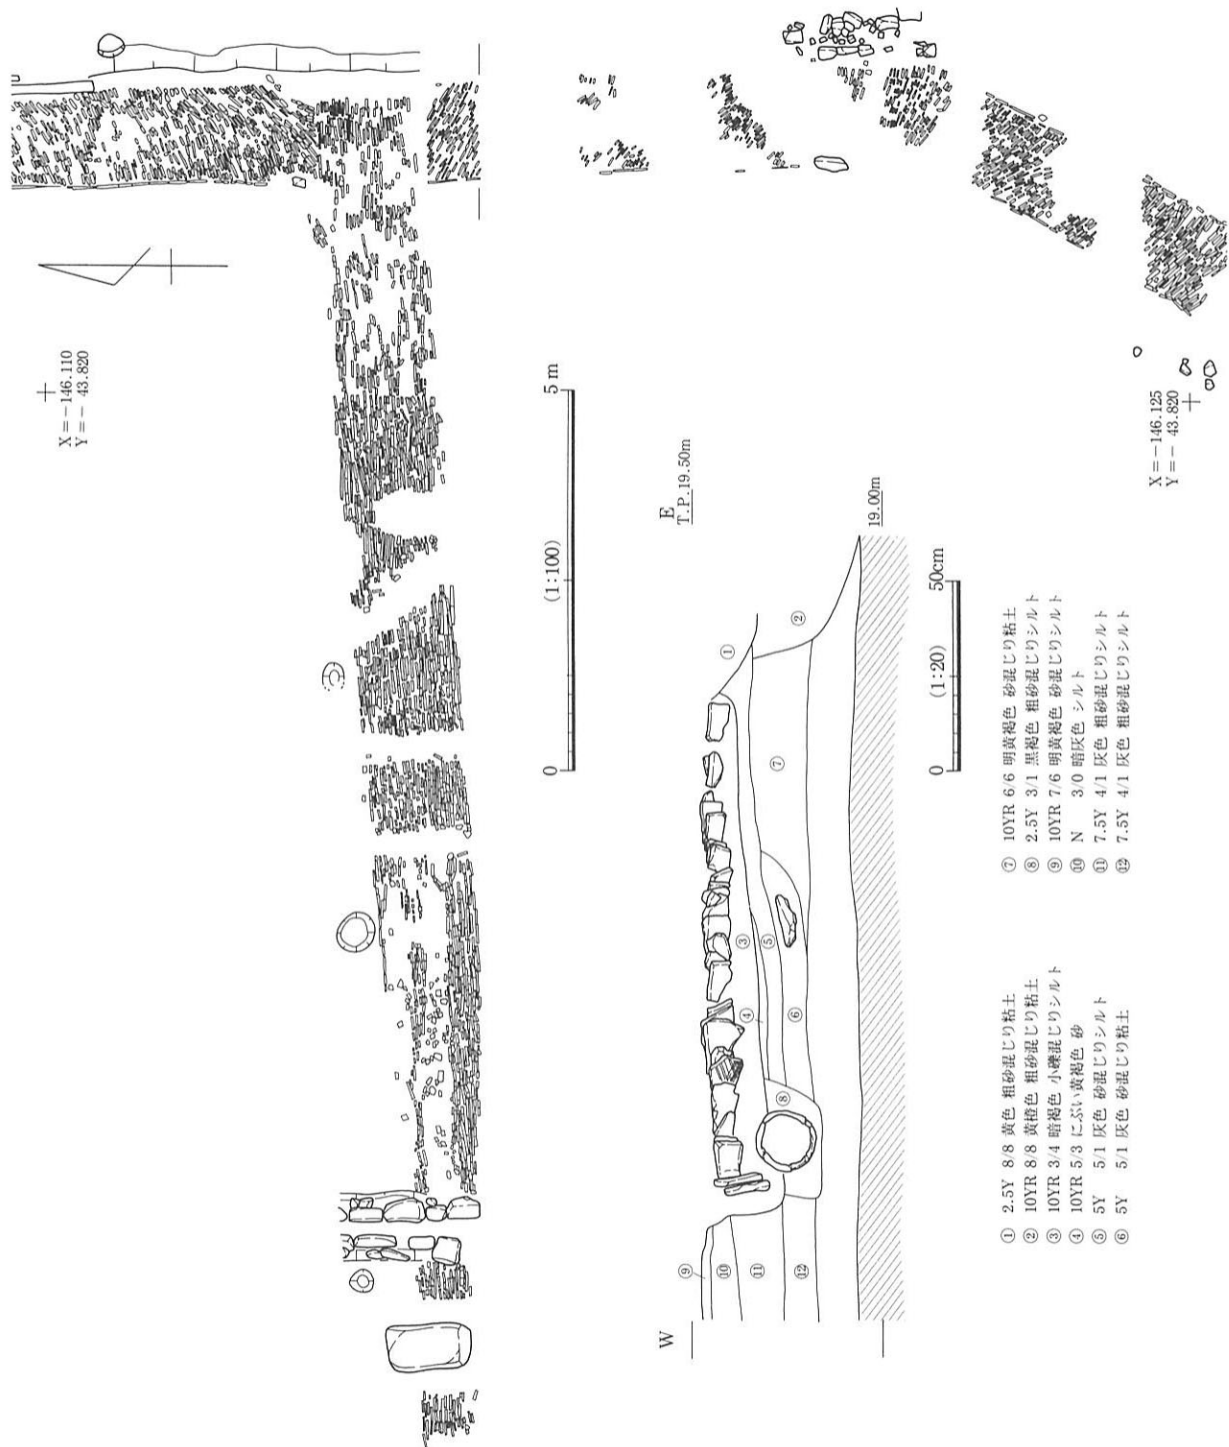 X=-146.110
Y=- 43.820
0
(1:100)
5 m
X=-146.125
Y=- 43.820
W
E
T.P.19.50m
19.00m
①
②
③
④
⑤
⑥
⑦
⑧
⑨
⑩
⑪
⑫
0
(1:20)
50cm
① 2.5Y 8/8 黄色 粗砂混じり粘土
② 10YR 8/8 黄橙色 粗砂混じり粘土
③ 10YR 3/4 暗褐色 小礫混じりシルト
④ 10YR 5/3 にぶい黄褐色 砂
⑤ 5Y 5/1 灰色 砂混じりシルト
⑥ 5Y 5/1 灰色 砂混じり粘土
⑦ 10YR 6/6 明黄褐色 砂混じり粘土
⑧ 2.5Y 3/1 黒褐色 粗砂混じりシルト
⑨ 10YR 7/6 明黄褐色 砂混じりシルト
⑩ N 3/0 暗灰色 シルト
⑪ 7.5Y 4/1 灰色 粗砂混じりシルト
⑫ 7.5Y 4/1 灰色 粗砂混じりシルト